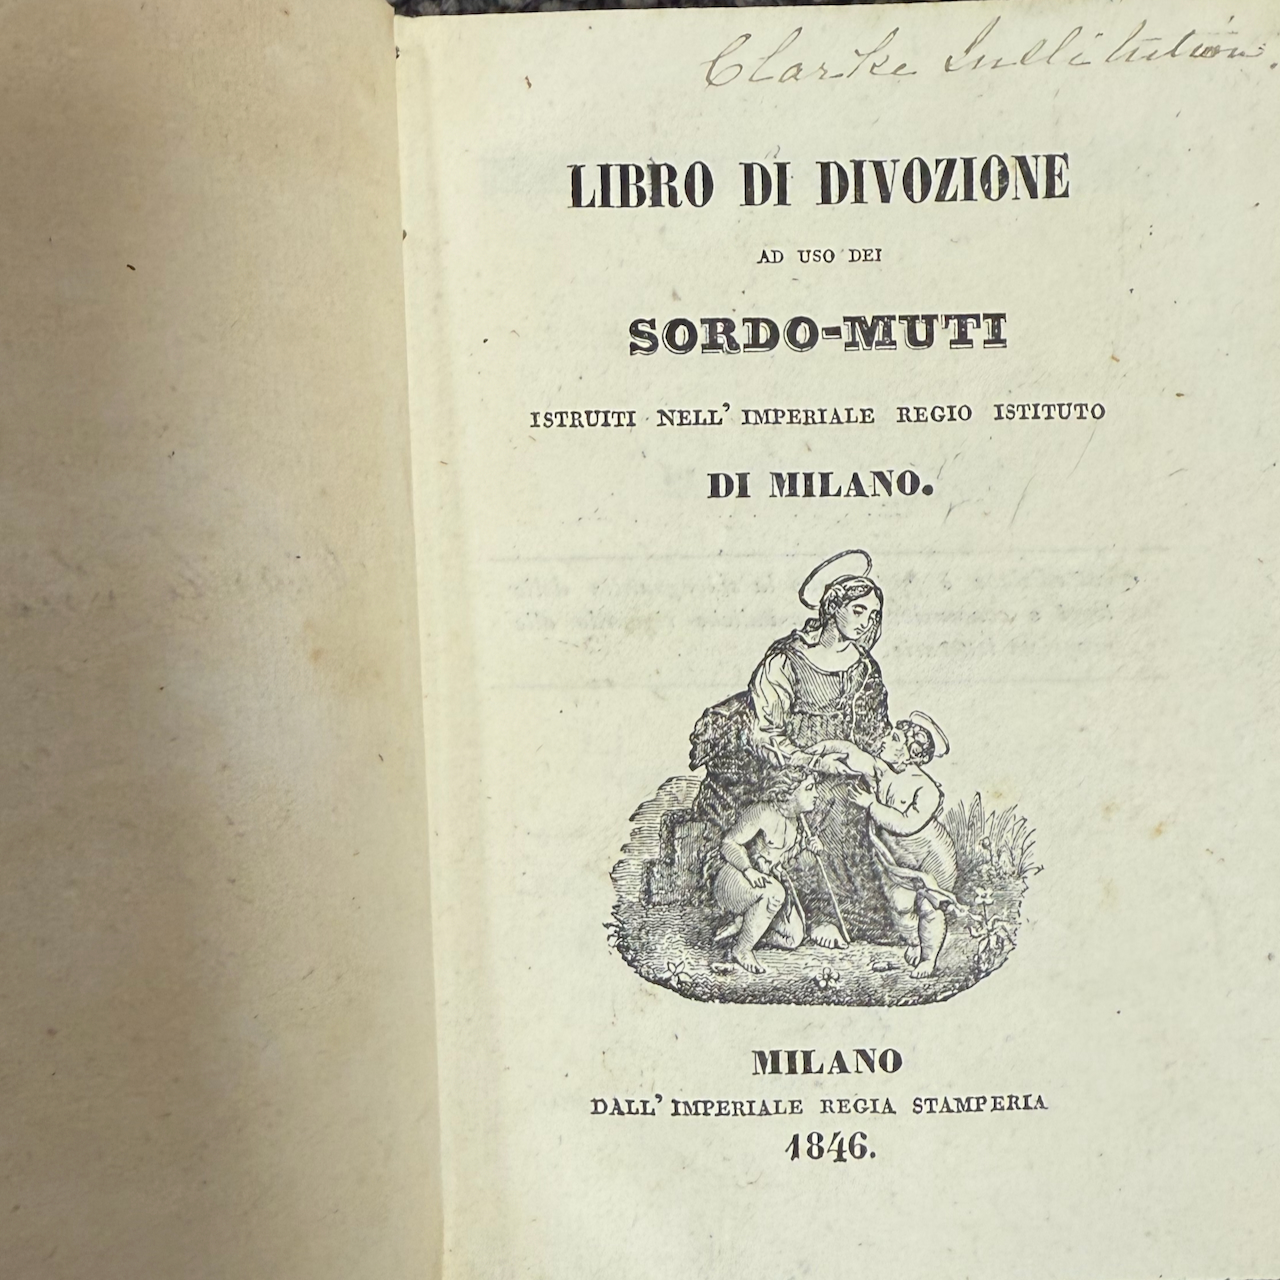 Clarke Institution.
LIBRO DI DIVOZIONE
AD USO DEI
SORDO-MUTI
ISTRUITI NELL' IMPERIALE REGIO ISTITUTO
DI MILANO.
MILANO
DALL' IMPERIALE REGIA STAMPERIA
1846.